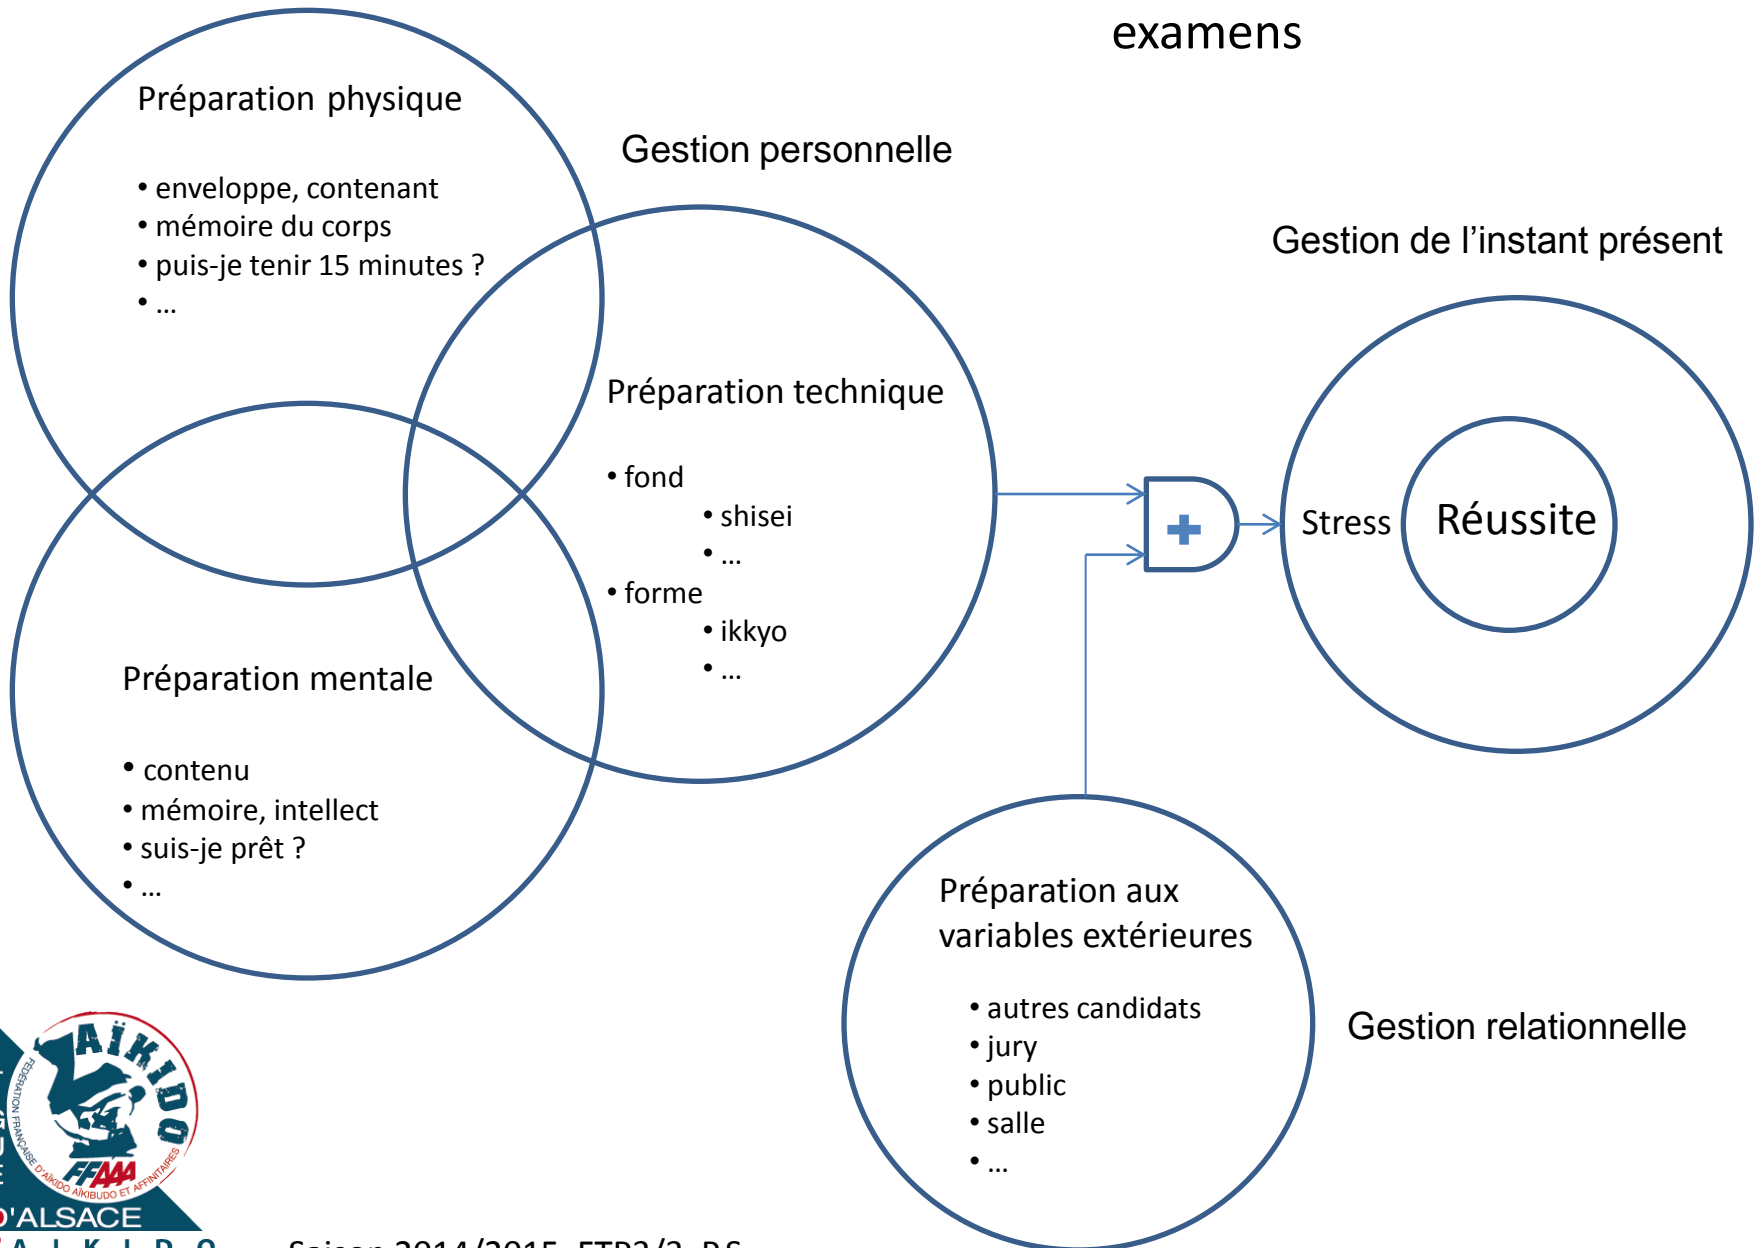 examens
Préparation physique
• enveloppe, contenant
• mémoire du corps
• puis-je tenir 15 minutes ?
• ...
Gestion personnelle
Préparation technique
• fond
• shisei
• ...
• forme
• ikkyo
• ...
Préparation mentale
• contenu
• mémoire, intellect
• suis-je prêt ?
• ...
Gestion de l’instant présent
Stress
Réussite
Préparation aux
variables extérieures
• autres candidats
• jury
• public
• salle
• ...
Gestion relationnelle
AÏKIDO
FÉDÉRATION FRANÇAISE D'AÏKIDO AÏKIBUDO ET AFFINITAIRES
FFAAA
D'ALSACE